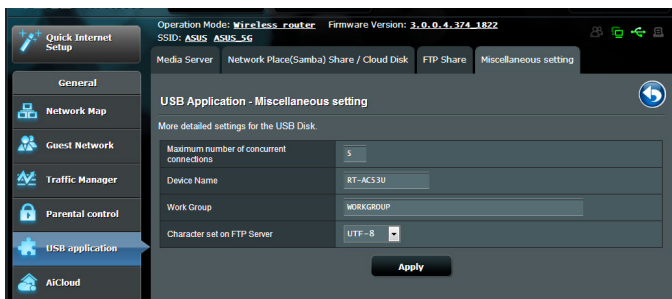 Quick Internet
Setup
Operation Mode: Wireless router Firmware Version: 3.0.0.4.374_1822
SSID: ASUS ASUS_5G
Media Server Network Place(Samba) Share / Cloud Disk FTP Share Miscellaneous setting
General
Network Map
Guest Network
Traffic Manager
Parental control
USB application
AiCloud
USB Application - Miscellaneous setting
More detailed settings for the USB Disk.
Maximum number of concurrent
connections
5
Device Name RT-AC53U
Work Group WORKGROUP
Character set on FTP Server UTF-8
Apply